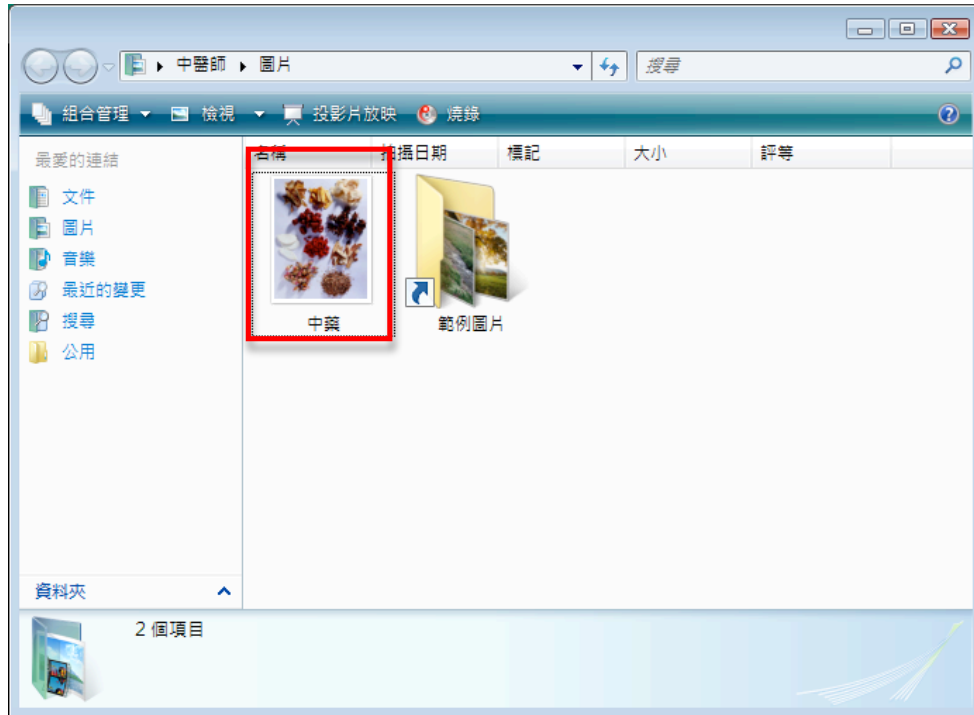 中醫師 圖片 搜尋
組合管理 檢視 投影片放映 燒錄
最愛的連結
名稱 拍攝日期 標記 大小 評等
文件
圖片
音樂
最近的變更
搜尋
公用
中藥
範例圖片
資料夾
2 個項目